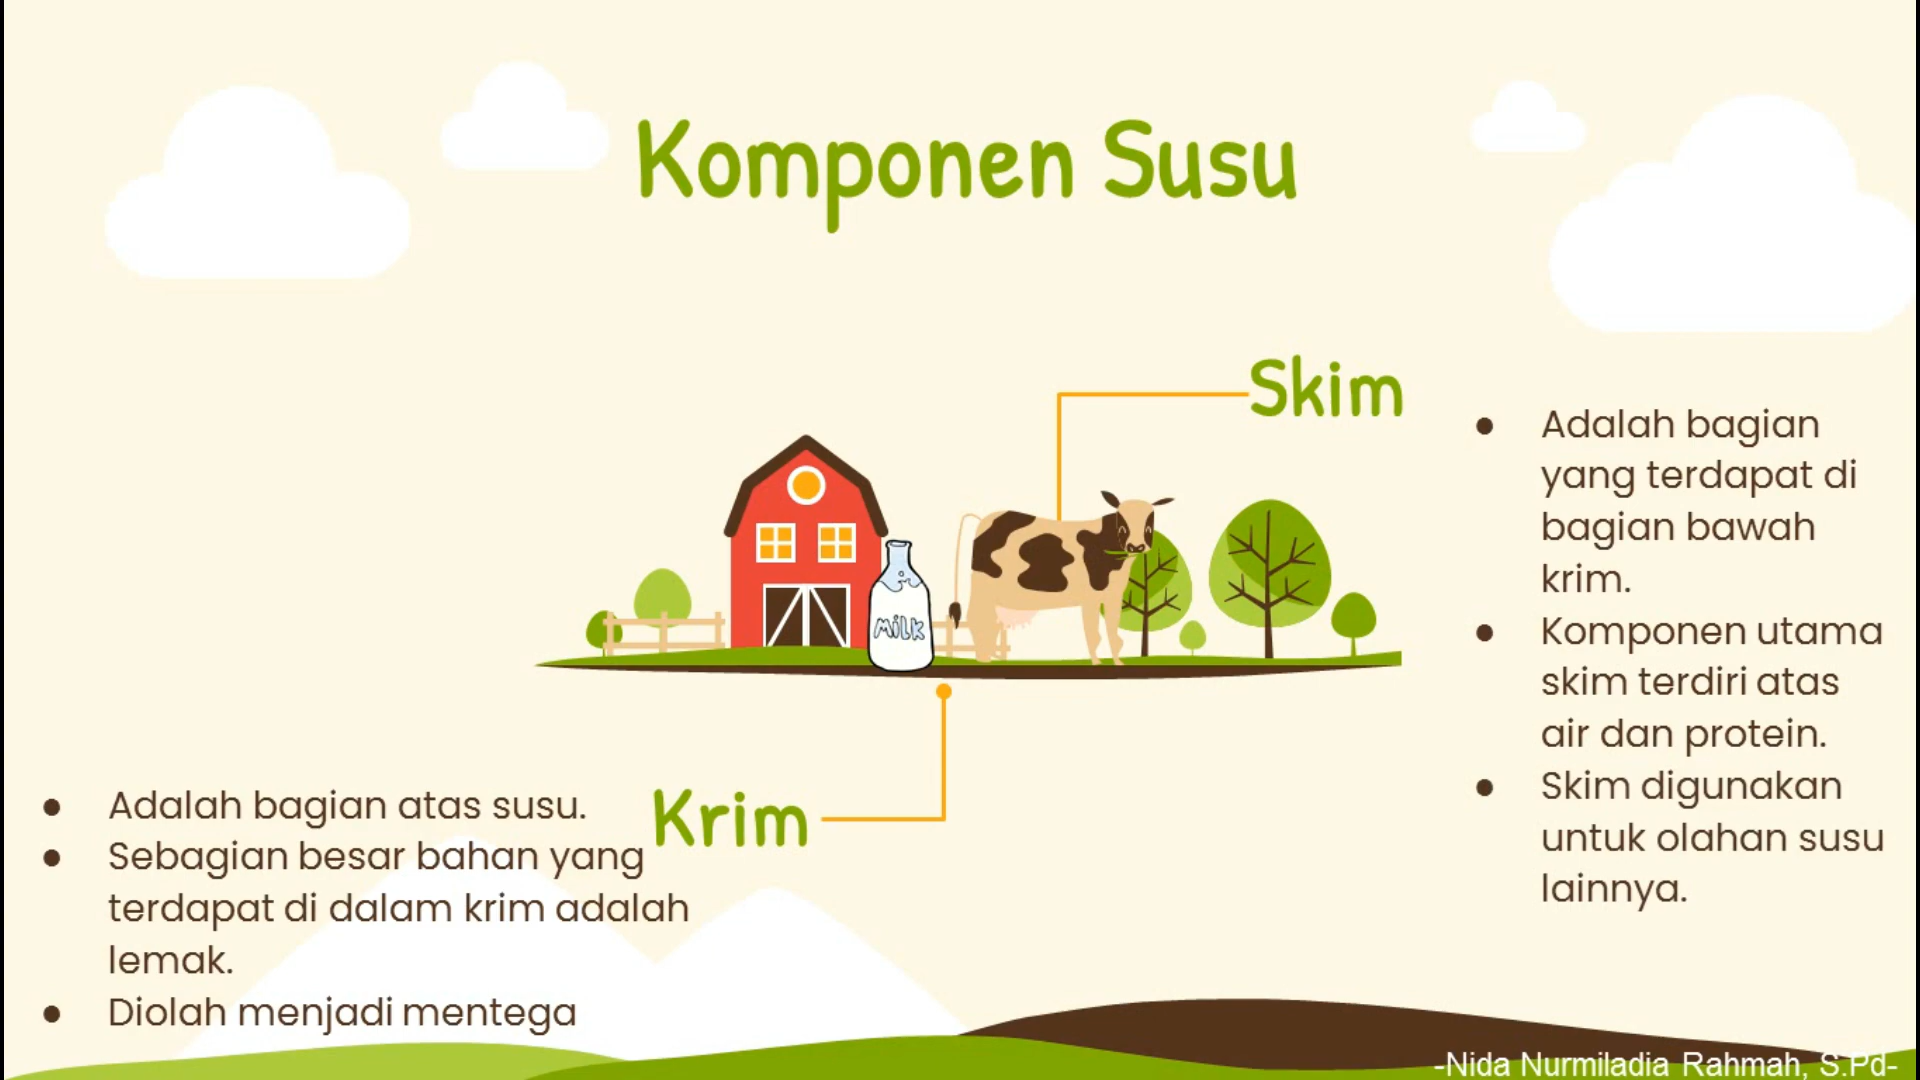 Komponen Susu
Skim
Adalah bagian
yang terdapat di
bagian bawah
krim.
Komponen utama
skim terdiri atas
air dan protein.
Skim digunakan
untuk olahan susu
lainnya.
MILK
Krim
Adalah bagian atas susu.
Sebagian besar bahan yang
terdapat di dalam krim adalah
lemak.
Diolah menjadi mentega
-Nida Nurmiladia Rahmah, S.Pd-